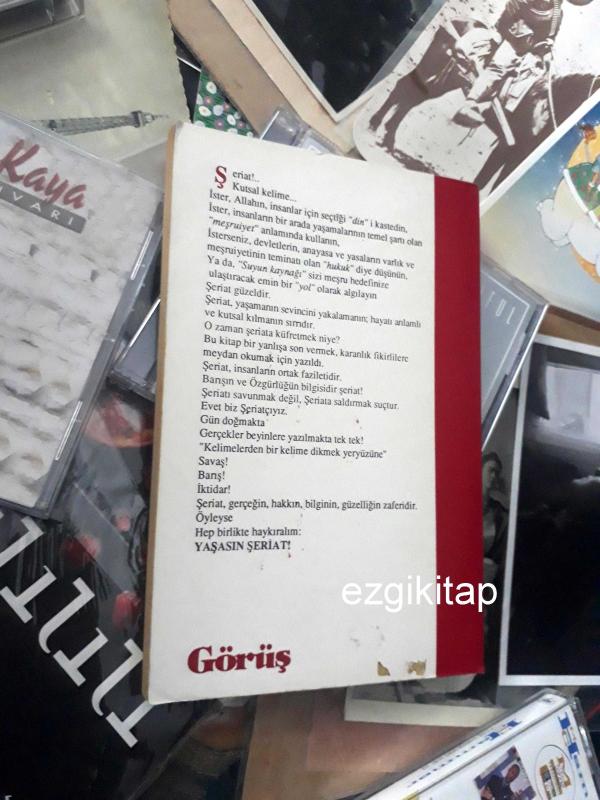 Kaya
VARI
Şeriat!..
Kutsal kelime...
İster, Allahın, insanlar için seçtiği "din" i kastedin,
İster, insanların bir arada yaşamalarının temel şartı olan
"meşruiyet" anlamında kullanın,
İsterseniz, devletlerin, anayasa ve yasaların varlık ve
meşruiyetinin teminatı olan "hukuk" diye düşünün,
Ya da, "Suyun kaynağı" sizi meşru hedefinize
ulaştıracak emin bir "yol" olarak algılayın
Şeriat güzeldir.
Şeriat, yaşamanın sevincini yakalamanın; hayatı anlamlı
ve kutsal kılmanın sırrıdır.
O zaman şeriata küfretmek niye?
Bu kitap bir yanlışa son vermek, karanlık fikirlilere
meydan okumak için yazıldı.
Şeriat, insanların ortak faziletidir.
Barışın ve Özgürlüğün bilgisidir şeriat!
Şeriatı savunmak değil, Şeriata saldırmak suçtur.
Evet biz Şeriatçıyız.
Gün doğmakta
Gerçekler beyinlere yazılmakta tek tek!
"Kelimelerden bir kelime dikmek yeryüzüne"
Savaş!
Barış!
İktidar!
Şeriat, gerçeğin, hakkın, bilginin, güzelliğin zaferidir.
Öyleyse
Hep birlikte haykıralım:
YAŞASIN ŞERİAT!
ezgikitap
Görüş